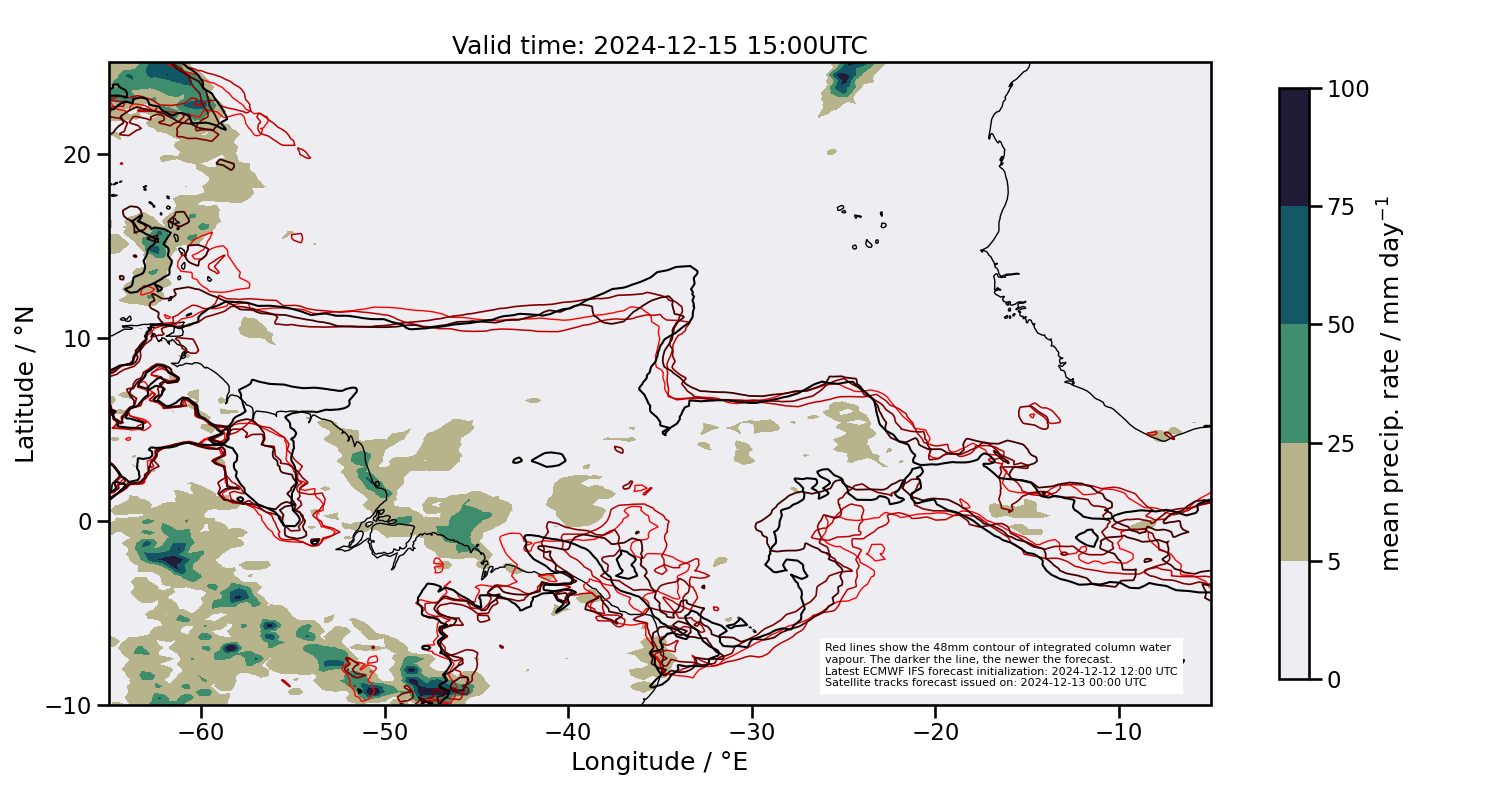 Valid time: 2024-12-15 15:00UTC
20
10
0
−10
Latitude / °N
−60
−50
−40
−30
−20
−10
Longitude / °E
Red lines show the 48mm contour of integrated column water
vapour. The darker the line, the newer the forecast.
Latest ECMWF IFS forecast initialization: 2024-12-12 12:00 UTC
Satellite tracks forecast issued on: 2024-12-13 00:00 UTC
100
75
50
25
5
0
mean precip. rate / mm day⁻¹